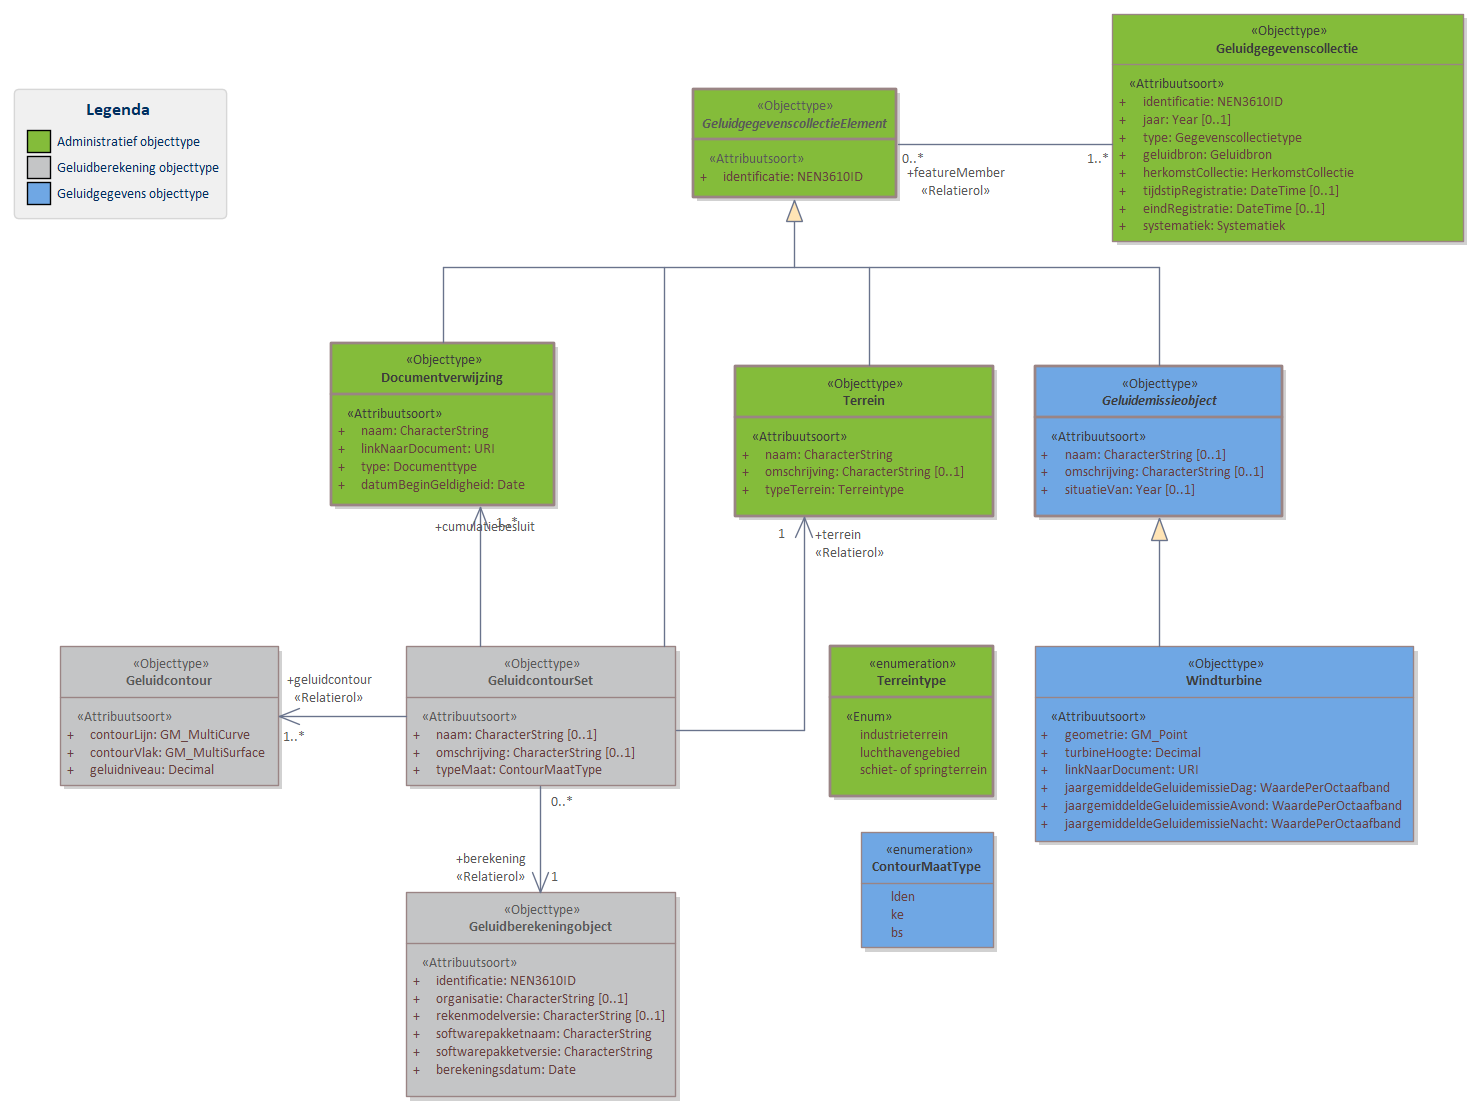 Legenda
Administratief objecttype
Geluidberekening objecttype
Geluidgegevens objecttype
«Objecttype»
GeluidgegevenscollectieElement
«Attribuutsoort»
+ identificatie: NEN3610ID
0..*
+featureMember
«Relatierol»
1..*
«Objecttype»
Geluidgegevenscollectie
«Attribuutsoort»
+ identificatie: NEN3610ID
+ jaar: Year [0..1]
+ type: Gegevenscollectietype
+ geluidbron: Geluidbron
+ herkomstCollectie: HerkomstCollectie
+ tijdstipRegistratie: DateTime [0..1]
+ eindRegistratie: DateTime [0..1]
+ systematiek: Systematiek
«Objecttype»
Documentverwijzing
«Attribuutsoort»
+ naam: CharacterString
+ linkNaarDocument: URI
+ type: Documenttype
+ datumBeginGeldigheid: Date
+cumulatiebesluit
1..*
«Objecttype»
Terrein
«Attribuutsoort»
+ naam: CharacterString
+ omschrijving: CharacterString [0..1]
+ typeTerrein: Terreintype
1
+terrein
«Relatierol»
«Objecttype»
Geluidemissieobject
«Attribuutsoort»
+ naam: CharacterString [0..1]
+ omschrijving: CharacterString [0..1]
+ situatieVan: Year [0..1]
«Objecttype»
Geluidcontour
«Attribuutsoort»
+ contourLijn: GM_MultiCurve
+ contourVlak: GM_MultiSurface
+ geluidniveau: Decimal
+geluidcontour
«Relatierol»
1..*
«Objecttype»
GeluidcontourSet
«Attribuutsoort»
+ naam: CharacterString [0..1]
+ omschrijving: CharacterString [0..1]
+ typeMaat: ContourMaatType
0..*
+berekening
«Relatierol»
1
«enumeration»
Terreintype
«Enum»
industrieterrein
luchthavengebied
schiet- of springterrein
«Objecttype»
Windturbine
«Attribuutsoort»
+ geometrie: GM_Point
+ turbineHoogte: Decimal
+ linkNaarDocument: URI
+ jaargemiddeldeGeluidemissieDag: WaardePerOctaafband
+ jaargemiddeldeGeluidemissieAvond: WaardePerOctaafband
+ jaargemiddeldeGeluidemissieNacht: WaardePerOctaafband
«enumeration»
ContourMaatType
lden
ke
bs
«Objecttype»
Geluidberekeningobject
«Attribuutsoort»
+ identificatie: NEN3610ID
+ organisatie: CharacterString [0..1]
+ rekenmodelversie: CharacterString [0..1]
+ softwarepakketnaam: CharacterString
+ softwarepakketversie: CharacterString
+ berekeningsdatum: Date